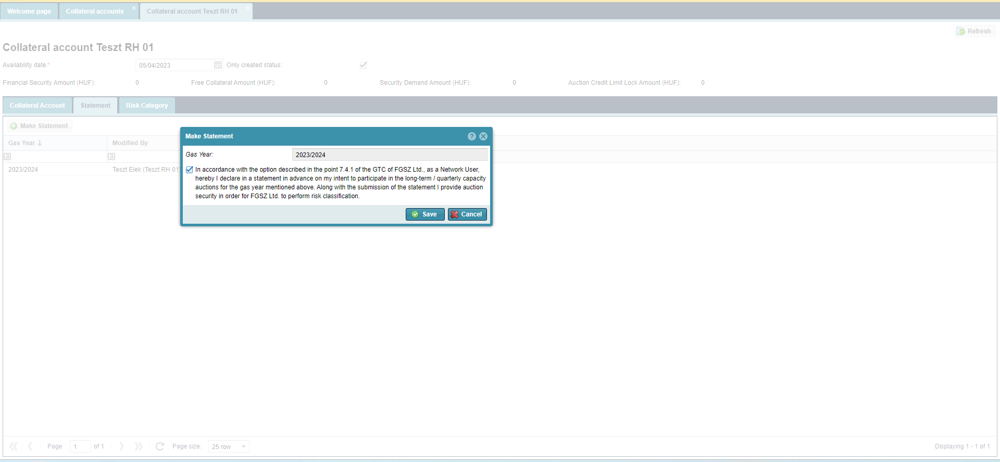 Welcome page
Collateral accounts
Collateral account Teszt RH 01
Refresh
Collateral account Teszt RH 01
Availability date:*
05/04/2023
Only created status:
Financial Security Amount (HUF):
0
Free Collateral Amount (HUF):
0
Security Demand Amount (HUF):
0
Auction Credit Limit Lock Amount (HUF):
0
Collateral Account
Statement
Risk Category
Make Statement
Gas Year
Modified By
a
a
2023/2024
Teszt Elek (Teszt RH 01
Make Statement
?
Gas Year:
2023/2024
In accordance with the option described in the point 7.4.1 of the GTC of FGSZ Ltd., as a Network User,
hereby I declare in a statement in advance on my intent to participate in the long-term / quarterly capacity
auctions for the gas year mentioned above. Along with the submission of the statement I provide auction
security in order for FGSZ Ltd. to perform risk classification.
Save
Cancel
Page
1
of 1
Page size:
25 row
Displaying 1 - 1 of 1